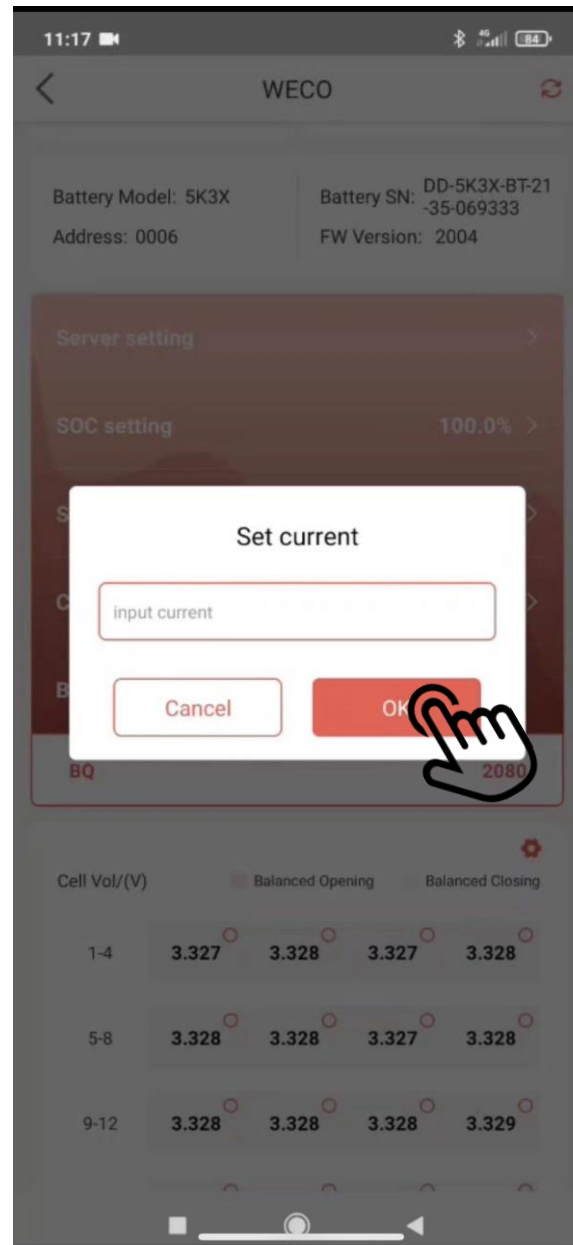 11:17
4G
84
WECO
Battery Model: 5K3X
Battery SN: DD-5K3X-BT-21
-35-069333
Address: 0006
FW Version: 2004
Server setting
SOC setting
100.0%
S
Set current
C
input current
B
Cancel
OK
BQ
2080
Cell Vol/(V)
Balanced Opening
Balanced Closing
1-4
3.327
3.328
3.327
3.328
5-8
3.328
3.328
3.327
3.328
9-12
3.328
3.328
3.328
3.329